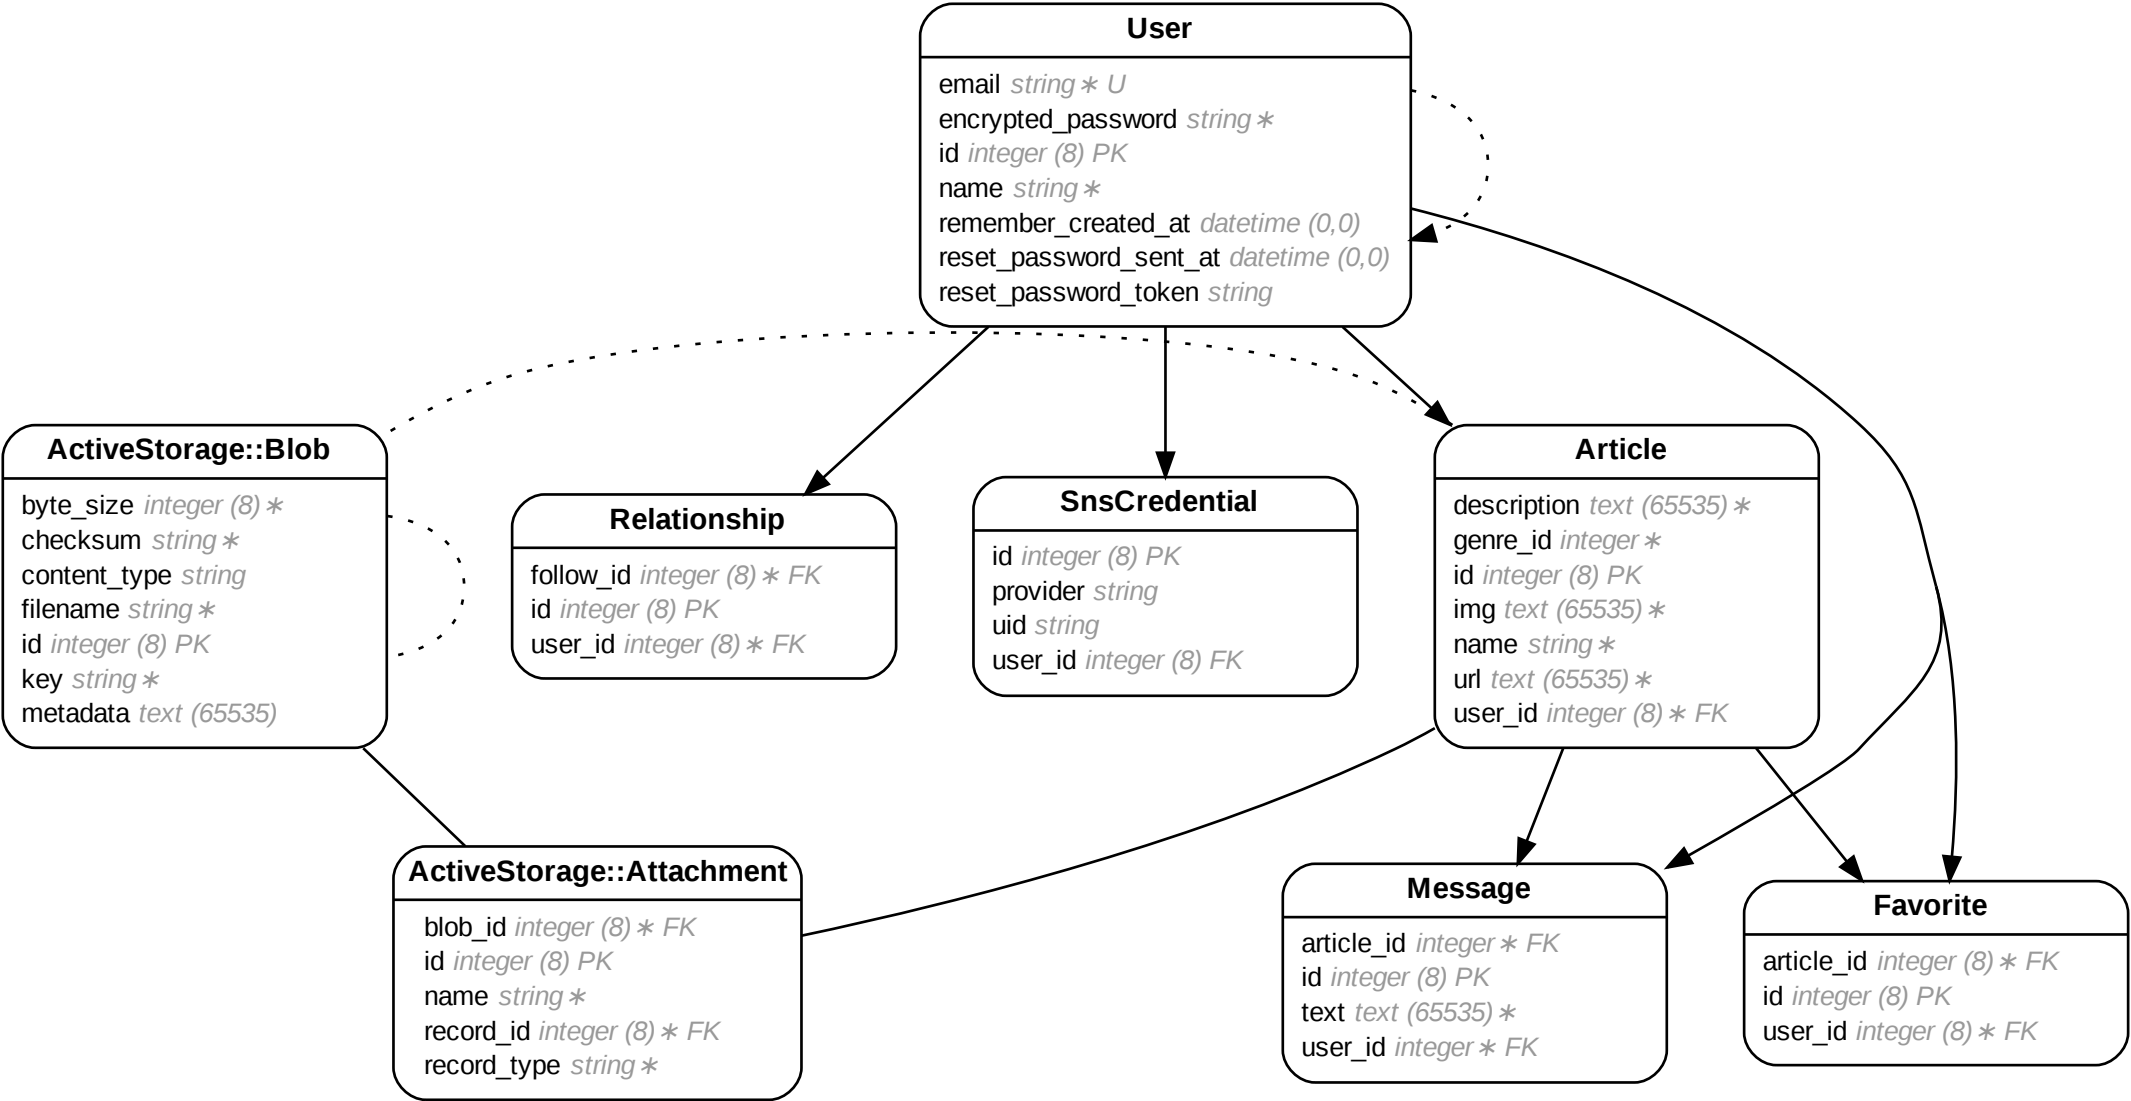 User
email string∗ U
encrypted_password string∗
id integer (8) PK
name string∗
remember_created_at datetime (0,0)
reset_password_sent_at datetime (0,0)
reset_password_token string
ActiveStorage::Blob
byte_size integer (8)∗
checksum string∗
content_type string
filename string∗
id integer (8) PK
key string∗
metadata text (65535)
Relationship
follow_id integer (8)∗ FK
id integer (8) PK
user_id integer (8)∗ FK
SnsCredential
id integer (8) PK
provider string
uid string
user_id integer (8) FK
Article
description text (65535)∗
genre_id integer∗
id integer (8) PK
img text (65535)∗
name string∗
url text (65535)∗
user_id integer (8)∗ FK
ActiveStorage::Attachment
blob_id integer (8)∗ FK
id integer (8) PK
name string∗
record_id integer (8)∗ FK
record_type string∗
Message
article_id integer∗ FK
id integer (8) PK
text text (65535)∗
user_id integer∗ FK
Favorite
article_id integer (8)∗ FK
id integer (8) PK
user_id integer (8)∗ FK